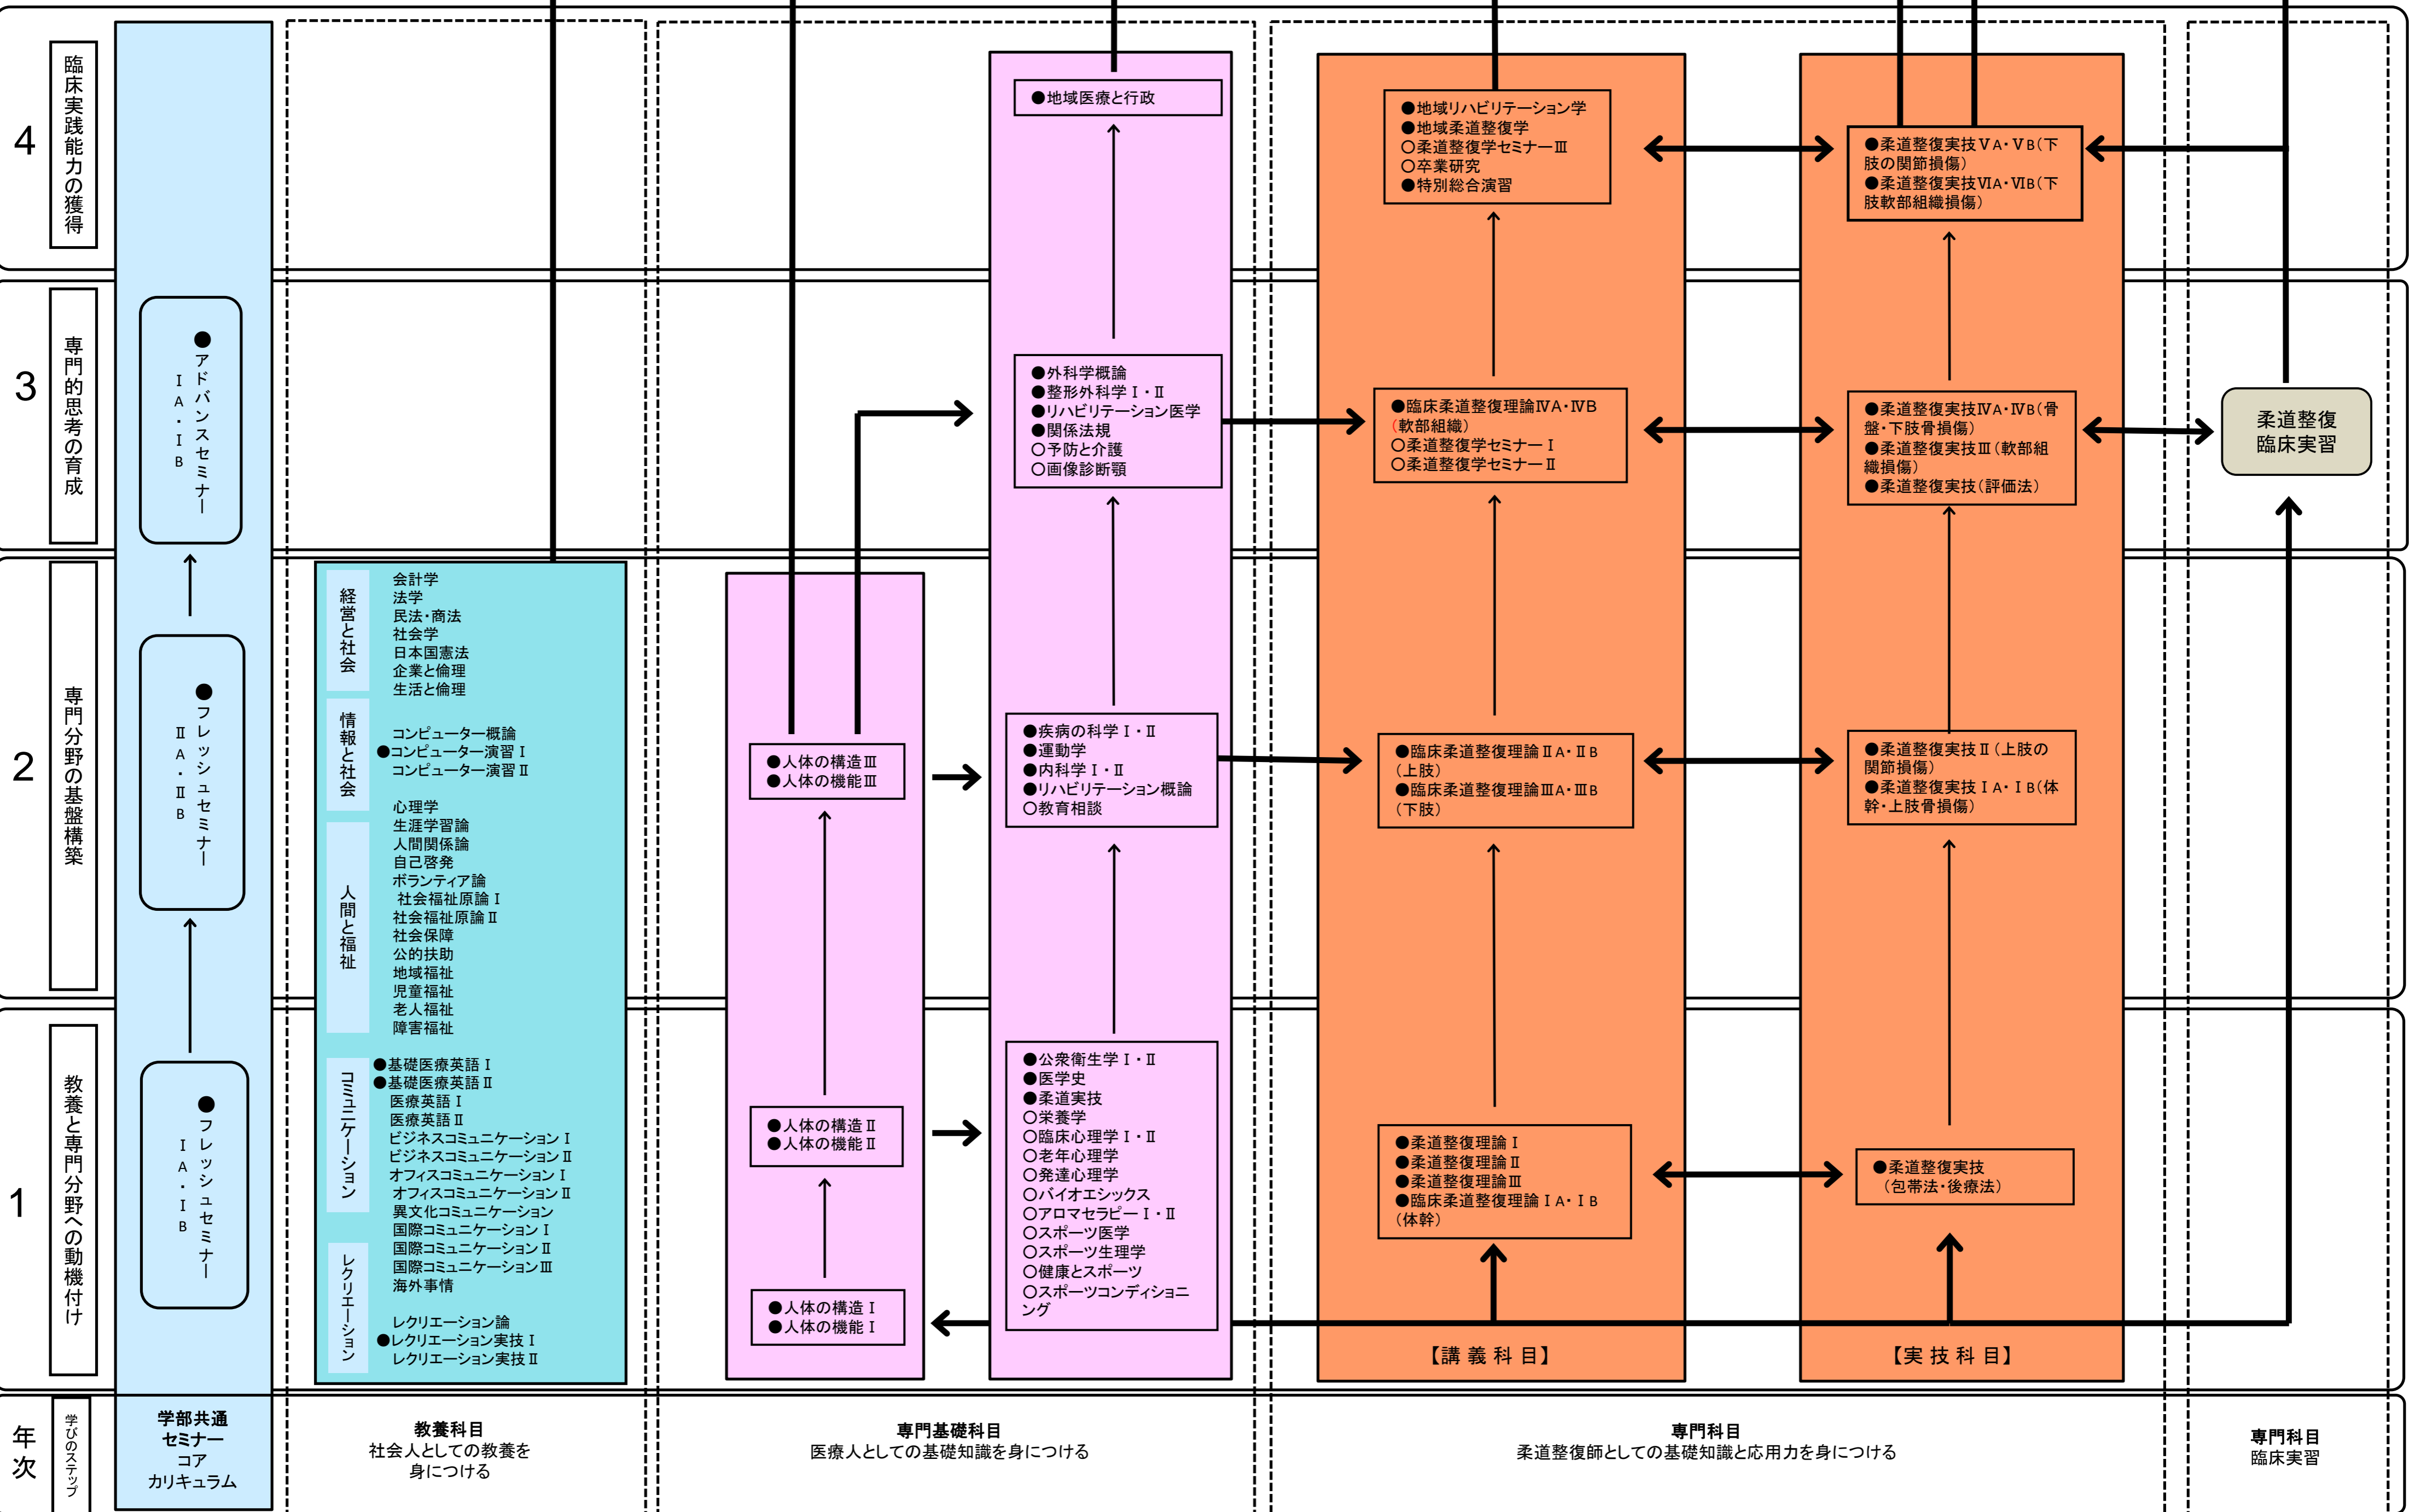 4
臨床実践能力の獲得
●地域医療と行政
●地域リハビリテーション学
●地域柔道整復学
○柔道整復学セミナーⅢ
○卒業研究
●特別総合演習
●柔道整復実技ⅤA・ⅤB(下
肢の関節損傷)
●柔道整復実技ⅥA・ⅥB(下
肢軟部組織損傷)
3
専門的思考の育成
●アドバンスセミナー
ⅠA・ⅠB
●外科学概論
●整形外科学Ⅰ・Ⅱ
●リハビリテーション医学
●関係法規
○予防と介護
○画像診断顎
●臨床柔道整復理論ⅣA・ⅣB
(軟部組織)
○柔道整復学セミナーⅠ
○柔道整復学セミナーⅡ
●柔道整復実技ⅣA・ⅣB(骨
盤・下肢骨損傷)
●柔道整復実技Ⅲ(軟部組
織損傷)
●柔道整復実技(評価法)
柔道整復
臨床実習
2
専門分野の基盤構築
●フレッシュセミナー
ⅡA・ⅡB
経営と社会
会計学
法学
民法・商法
社会学
日本国憲法
企業と倫理
生活と倫理
情報と社会
コンピューター概論
●コンピューター演習Ⅰ
コンピューター演習Ⅱ
人間と福祉
心理学
生涯学習論
人間関係論
自己啓発
ボランティア論
社会福祉原論Ⅰ
社会福祉原論Ⅱ
社会保障
公的扶助
地域福祉
児童福祉
老人福祉
障害福祉
●人体の構造Ⅲ
●人体の機能Ⅲ
●疾病の科学Ⅰ・Ⅱ
●運動学
●内科学Ⅰ・Ⅱ
●リハビリテーション概論
○教育相談
●臨床柔道整復理論ⅡA・ⅡB
(上肢)
●臨床柔道整復理論ⅢA・ⅢB
(下肢)
●柔道整復実技Ⅱ(上肢の
関節損傷)
●柔道整復実技ⅠA・ⅠB(体
幹・上肢骨損傷)
1
教養と専門分野への動機付け
●フレッシュセミナー
ⅠA・ⅠB
コミュニケーション
●基礎医療英語Ⅰ
●基礎医療英語Ⅱ
医療英語Ⅰ
医療英語Ⅱ
ビジネスコミュニケーションⅠ
ビジネスコミュニケーションⅡ
オフィスコミュニケーションⅠ
オフィスコミュニケーションⅡ
異文化コミュニケーション
国際コミュニケーションⅠ
国際コミュニケーションⅡ
国際コミュニケーションⅢ
海外事情
レクリエーション
レクリエーション論
●レクリエーション実技Ⅰ
レクリエーション実技Ⅱ
●人体の構造Ⅱ
●人体の機能Ⅱ
●人体の構造Ⅰ
●人体の機能Ⅰ
●公衆衛生学Ⅰ・Ⅱ
●医学史
●柔道実技
○栄養学
○臨床心理学Ⅰ・Ⅱ
○老年心理学
○発達心理学
○バイオエシックス
○アロマセラピーⅠ・Ⅱ
○スポーツ医学
○スポーツ生理学
○健康とスポーツ
○スポーツコンディショニ
ング
●柔道整復理論Ⅰ
●柔道整復理論Ⅱ
●柔道整復理論Ⅲ
●臨床柔道整復理論ⅠA・ⅠB
(体幹)
【講義科目】
●柔道整復実技
(包帯法・後療法)
【実技科目】
年次
学びのステップ
学部共通
セミナー
コア
カリキュラム
教養科目
社会人としての教養を
身につける
専門基礎科目
医療人としての基礎知識を身につける
専門科目
柔道整復師としての基礎知識と応用力を身につける
専門科目
臨床実習